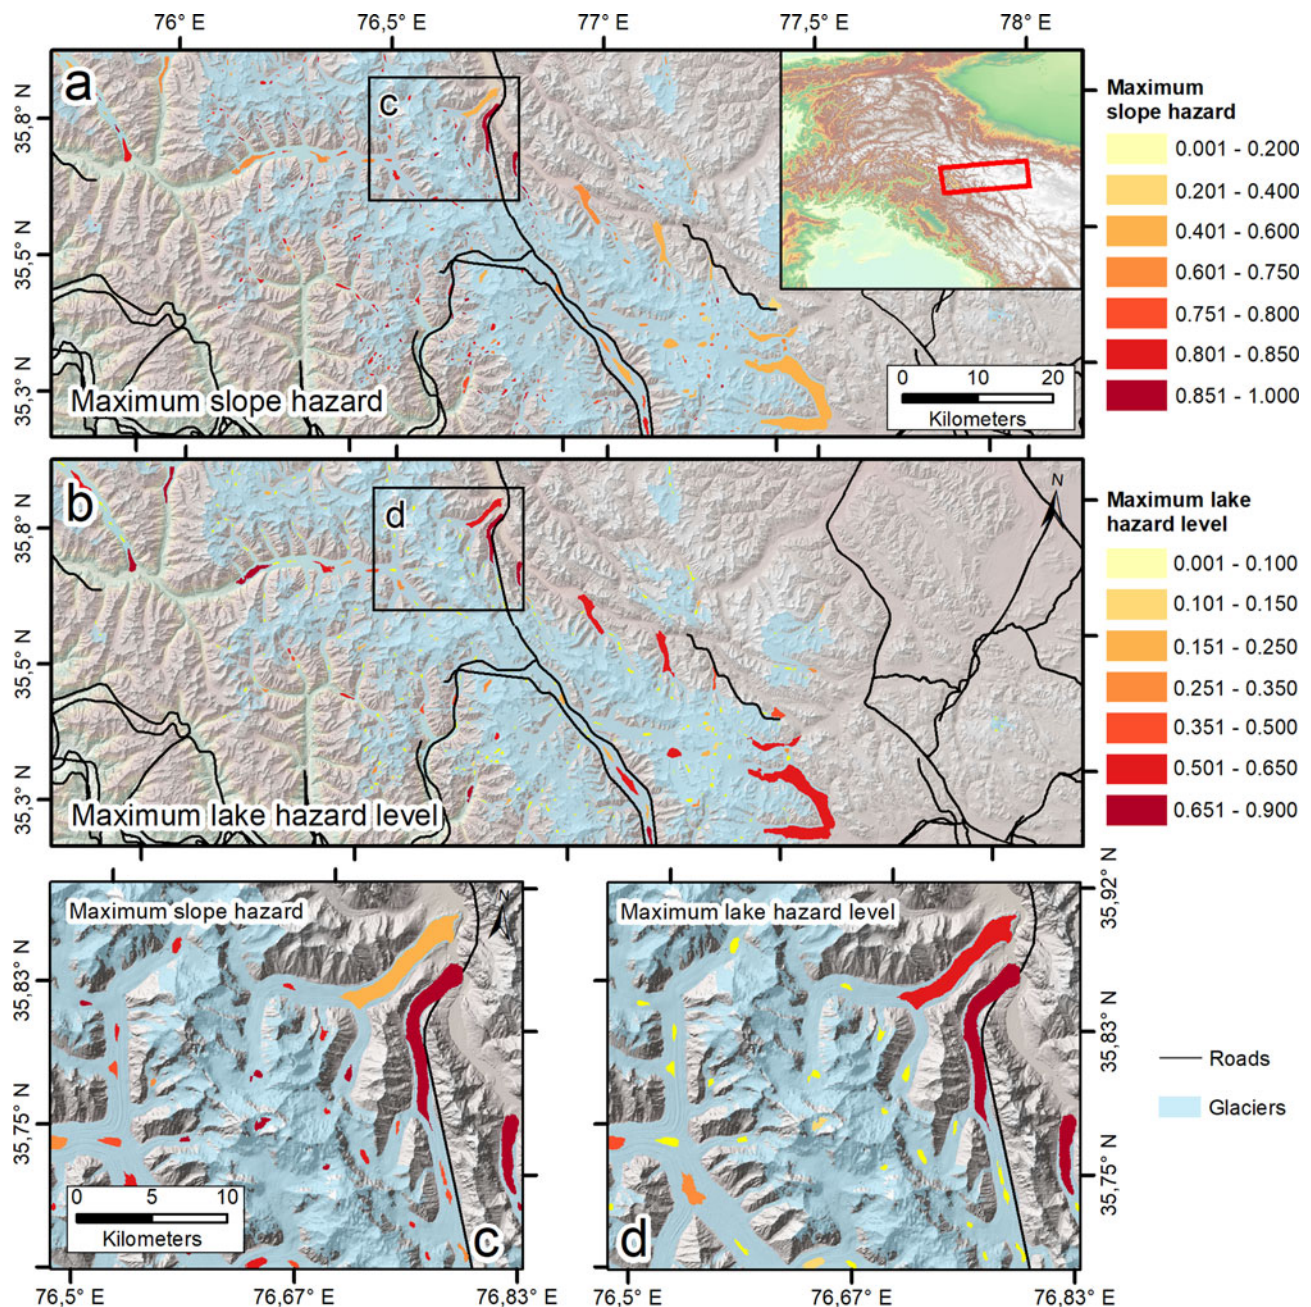 76° E
76,5° E
77° E
77,5° E
78° E
a
C
35,8° N
35,5° N
35,3° N
Maximum slope hazard
0 10 20
Kilometers
Maximum
slope hazard
0.001 - 0.200
0.201 - 0.400
0.401 - 0.600
0.601 - 0.750
0.751 - 0.800
0.801 - 0.850
0.851 - 1.000
b
d
N
35,8° N
35,5° N
35,3° N
Maximum lake hazard level
Maximum lake
hazard level
0.001 - 0.100
0.101 - 0.150
0.151 - 0.250
0.251 - 0.350
0.351 - 0.500
0.501 - 0.650
0.651 - 0.900
Maximum slope hazard
N
35,83° N
35,75° N
0 5 10
Kilometers
c
76,5° E
76,67° E
76,83° E
Maximum lake hazard level
d
35,92° N
35,83° N
35,75° N
76,5° E
76,67° E
76,83° E
Roads
Glaciers